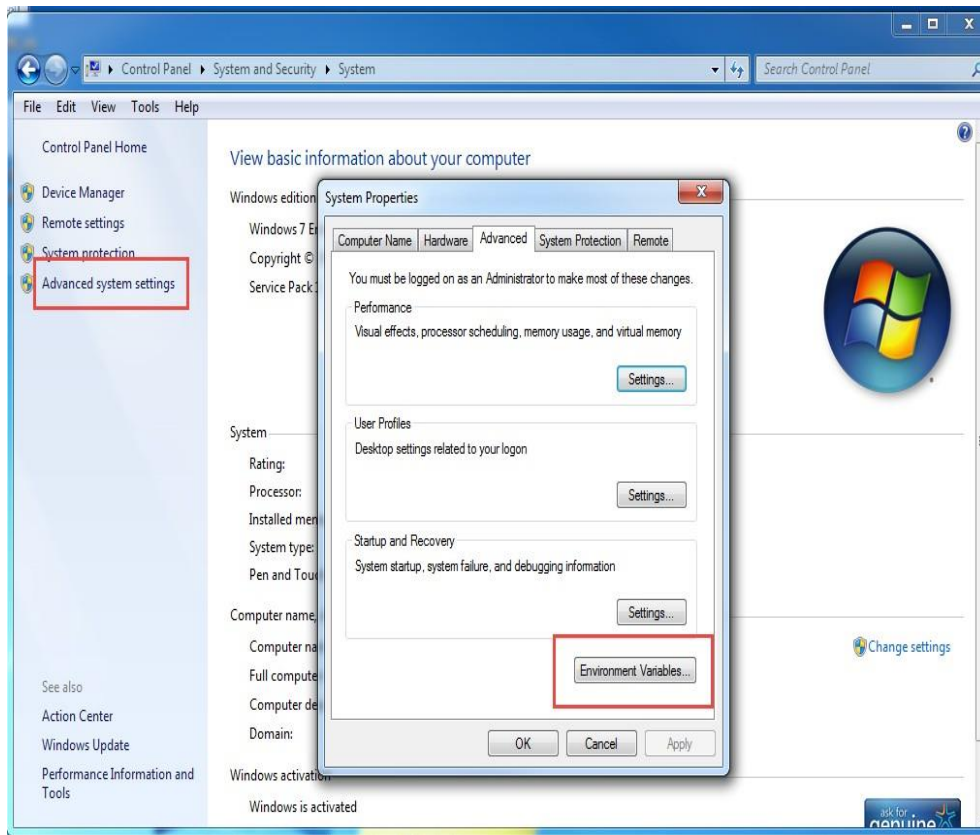 Control Panel ▸ System and Security ▸ System
Search Control Panel
File Edit View Tools Help
Control Panel Home
Device Manager
Remote settings
System protection
Advanced system settings
See also
Action Center
Windows Update
Performance Information and
Tools
View basic information about your computer
Windows edition
Windows 7
Copyright ©
Service Pack
System
Rating:
Processor:
Installed
System type:
Pen and
Computer name,
Computer
Full
Computer
Domain:
Windows activation
Windows is activated
Change settings
ask for
genuine
System Properties
Computer Name Hardware Advanced System Protection Remote
You must be logged on as an Administrator to make most of these changes.
Performance
Visual effects, processor scheduling, memory usage, and virtual memory
Settings...
User Profiles
Desktop settings related to your logon
Settings...
Startup and Recovery
System startup, system failure, and debugging information
Settings...
Environment Variables...
OK Cancel Apply